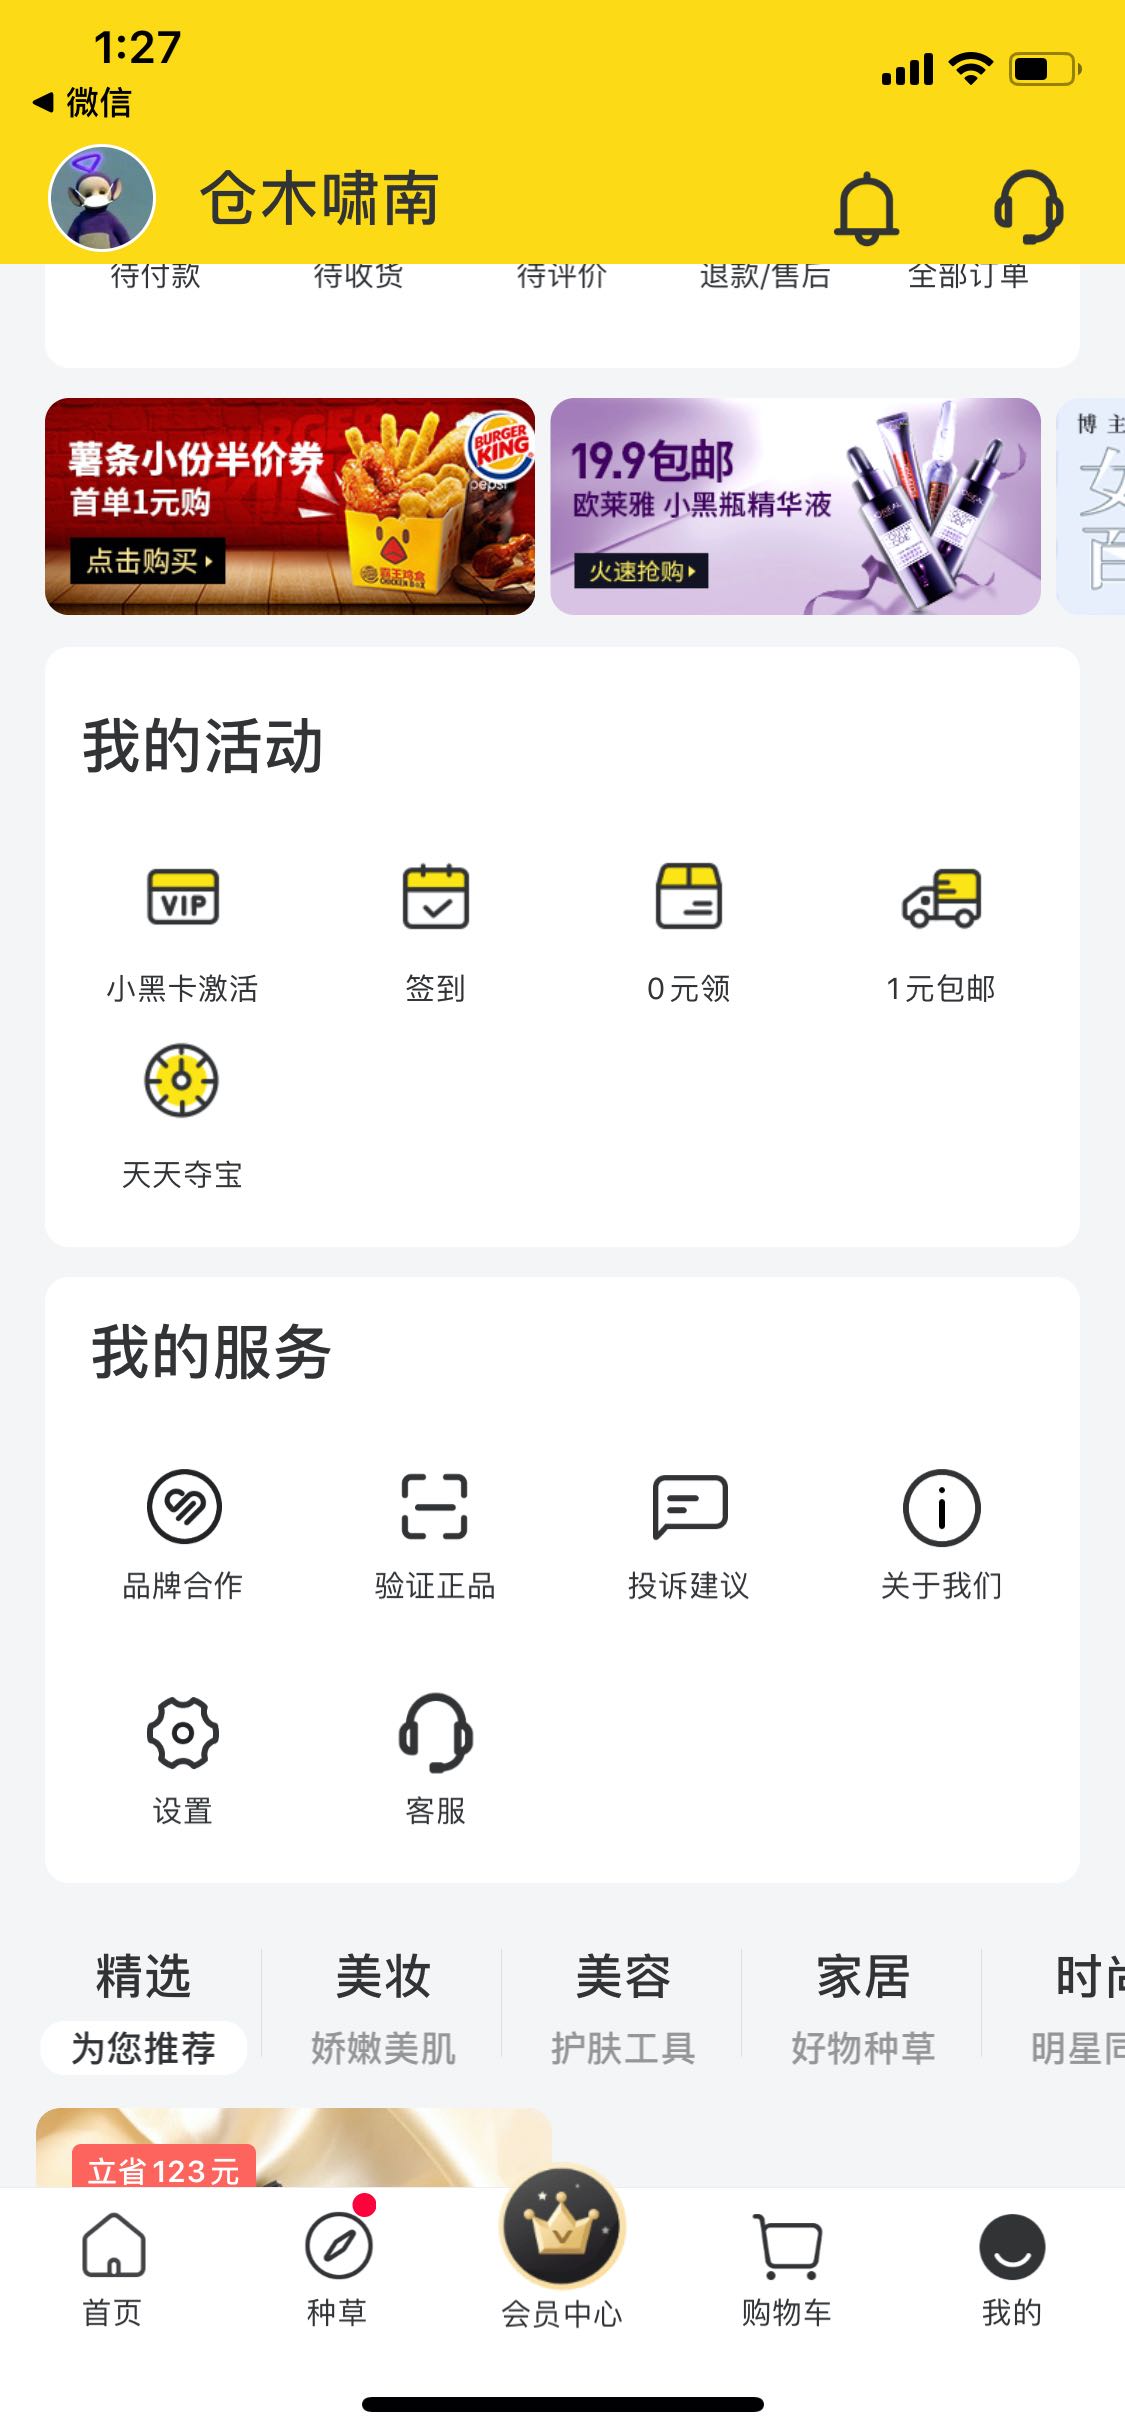 1:27
微信
仓木啸南
待付款 待收货 待评价 退款/售后 全部订单
薯条小份半价券
首单1元购
点击购买
BURGER KING
pepsi
霸王鸡盒
CHICKEN BOX
19.9包邮
欧莱雅 小黑瓶精华液
火速抢购
博 主
女
百
我的活动
VIP
小黑卡激活 签到 0元领 1元包邮
天天夺宝
我的服务
品牌合作 验证正品 投诉建议 关于我们
设置 客服
精选 美妆 美容 家居 时尚
为您推荐 娇嫩美肌 护肤工具 好物种草 明星同
立省123元
首页 种草 会员中心 购物车 我的